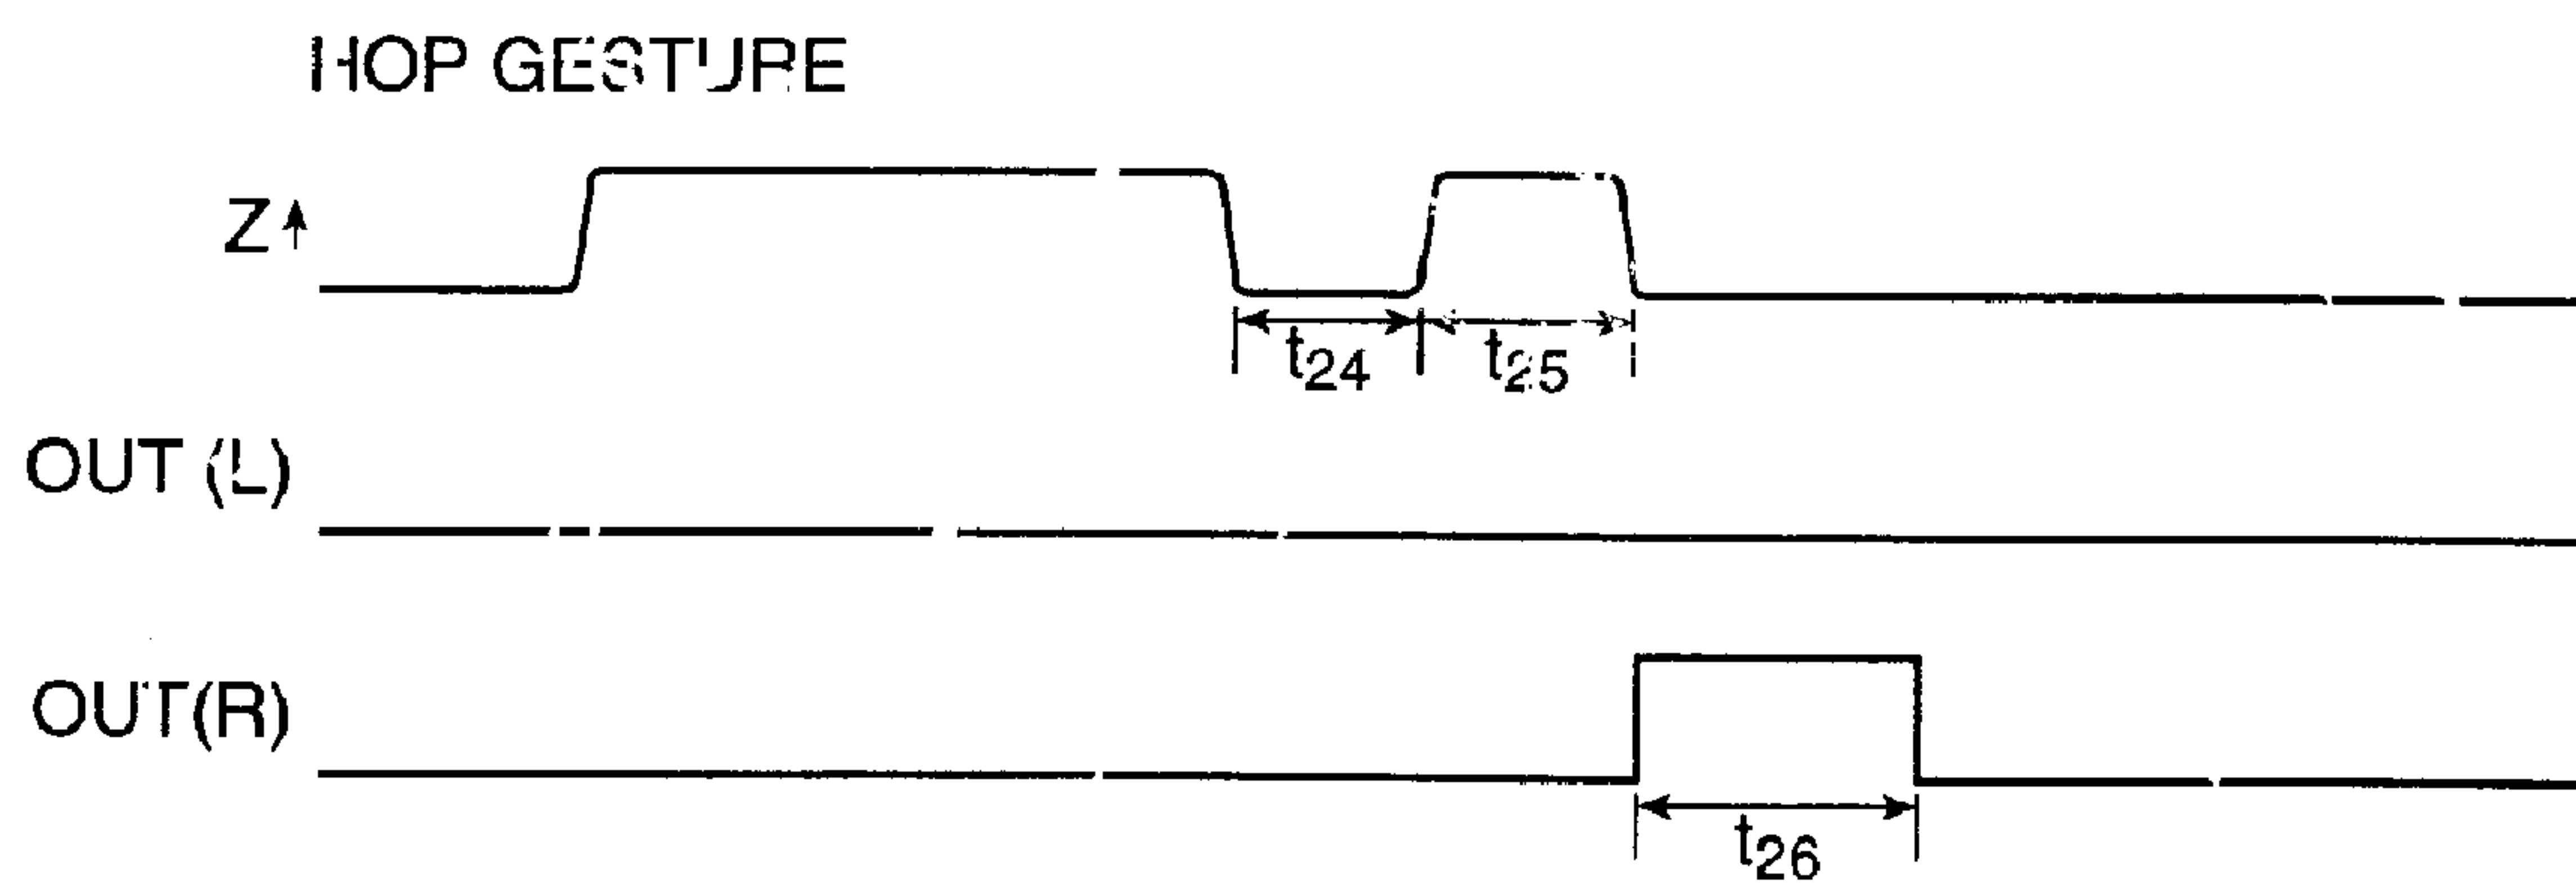 HOP GESTURE
Z
t24
t25
OUT (L)
OUT(R)
t26